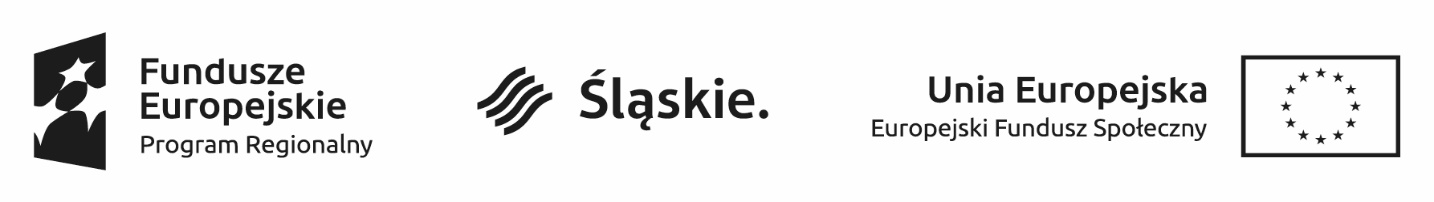 Fundusze
Europejskie
Program Regionalny
Śląskie.
Unia Europejska
Europejski Fundusz Społeczny